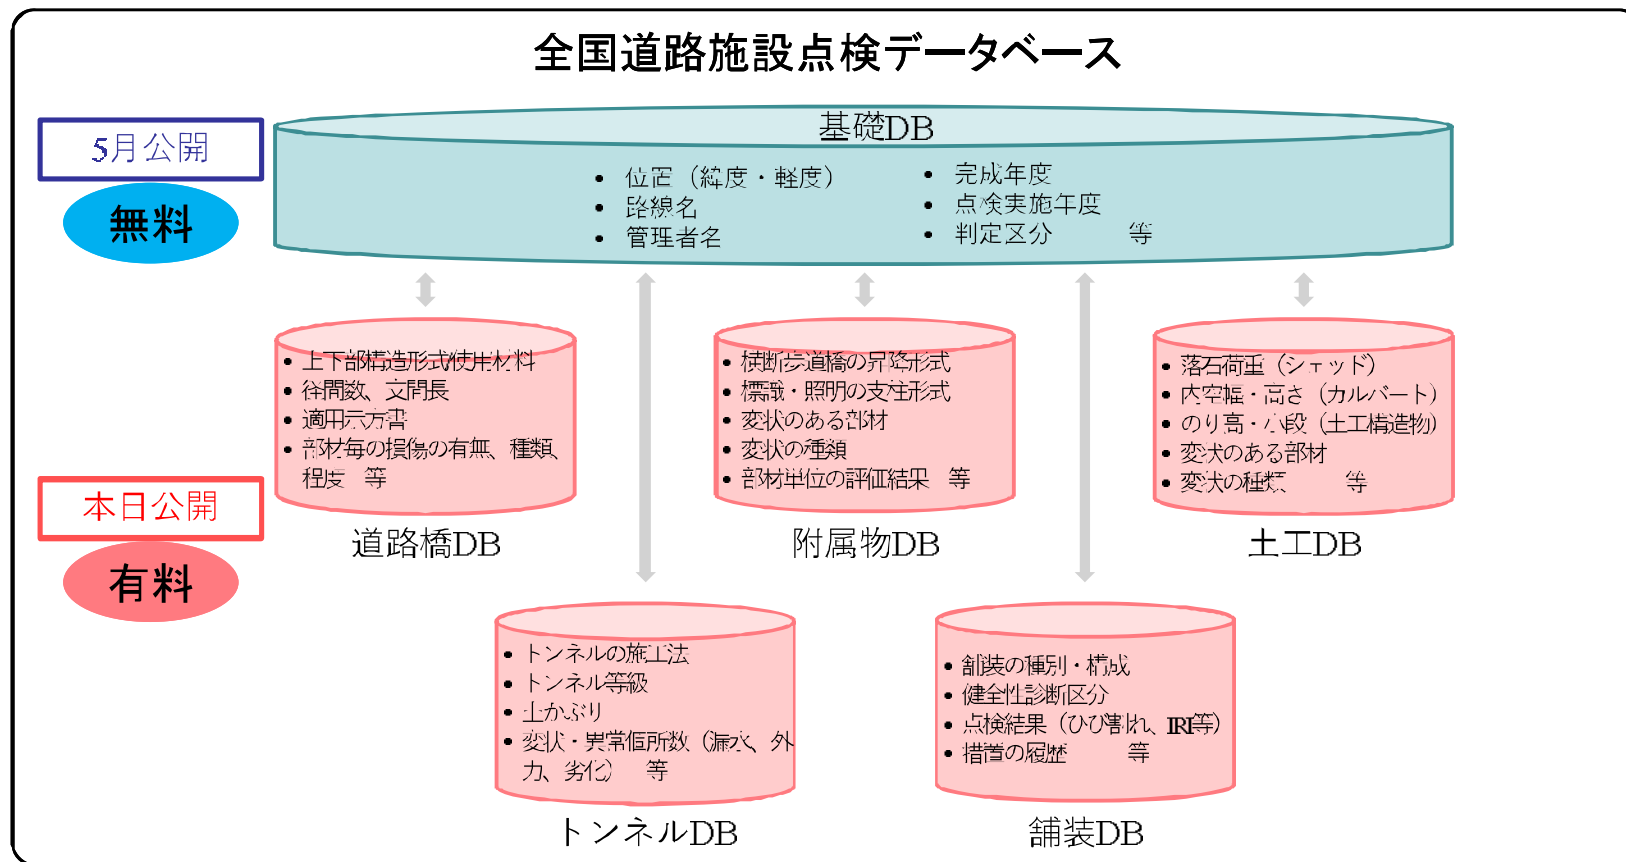 全国道路施設点検データベース
5月公開
無料
基礎DB
• 位置（緯度・軽度）
• 路線名
• 管理者名
• 完成年度
• 点検実施年度
• 判定区分 等
• 上下部構造形式使用材料
• 径間数、支間長
• 適用示方書
• 部材毎の損傷の有無、種類、
程度 等
道路橋DB
• 横断歩道橋の昇降形式
• 標識・照明の支柱形式
• 変状のある部材
• 変状の種類
• 部材単位の評価結果 等
附属物DB
• 落石荷重（シェッド）
• 内空幅・高さ（カルバート）
• のり高・小段（土工構造物）
• 変状のある部材
• 変状の種類、 等
土工DB
本日公開
有料
• トンネルの施工法
• トンネル等級
• 土かぶり
• 変状・異常個所数（漏水、外
力、劣化） 等
トンネルDB
• 舗装の種別・構成
• 健全性診断区分
• 点検結果（ひび割れ、IRI等）
• 措置の履歴 等
舗装DB